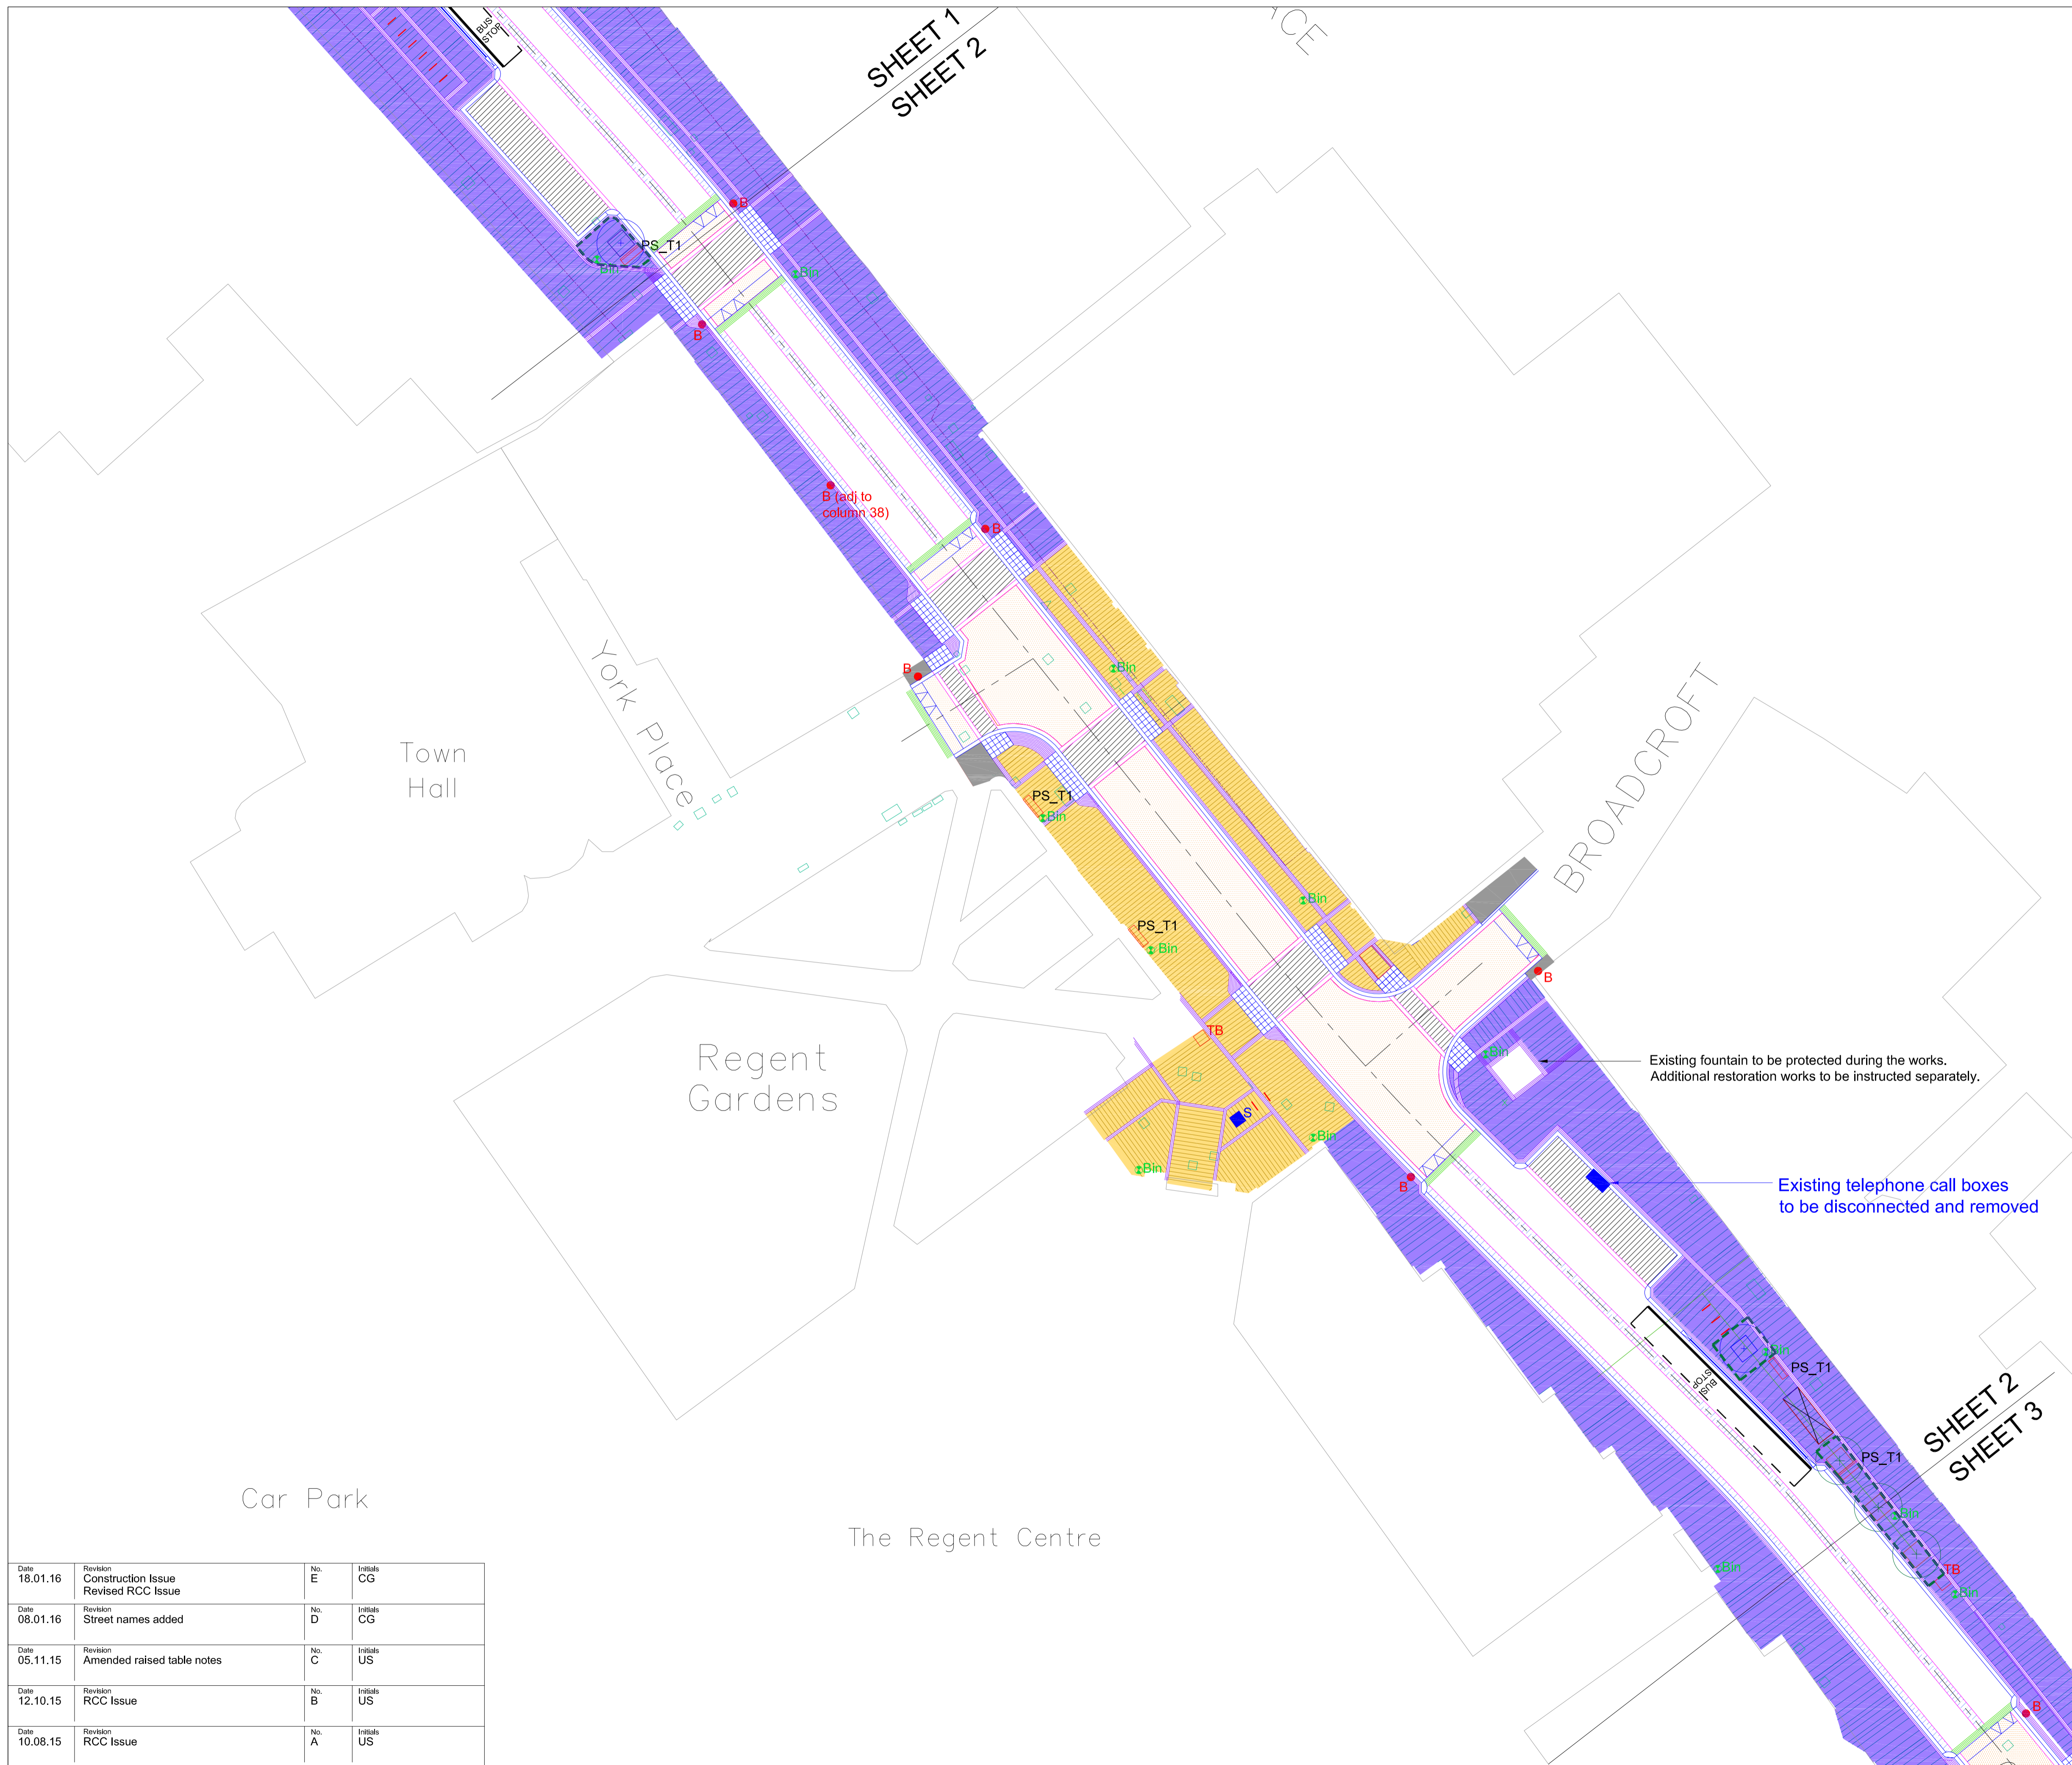 BUS
STOP
ACE
SHEET 1
SHEET 2
B
PS_T1
Bin
Bin
B
B (adj to
column 38)
B
York Place
B
Bin
Town
Hall
BROADCROFT
PS_T1
Bin
Bin
PS_T1
Bin
B
TB
Regent
Gardens
Bin
Existing fountain to be protected during the works.
Additional restoration works to be instructed separately.
S
Bin
Bin
B
Existing telephone call boxes
to be disconnected and removed
Bin
PS_T1
BUS
STOP
SHEET 2
SHEET 3
PS_T1
Car Park
The Regent Centre
Bin
Bin
TB
Bin
B
Date Revision No. Initials
18.01.16 Construction Issue E CG
Revised RCC Issue
Date Revision No. Initials
08.01.16 Street names added D CG
Date Revision No. Initials
05.11.15 Amended raised table notes C US
Date Revision No. Initials
12.10.15 RCC Issue B US
Date Revision No. Initials
10.08.15 RCC Issue A US